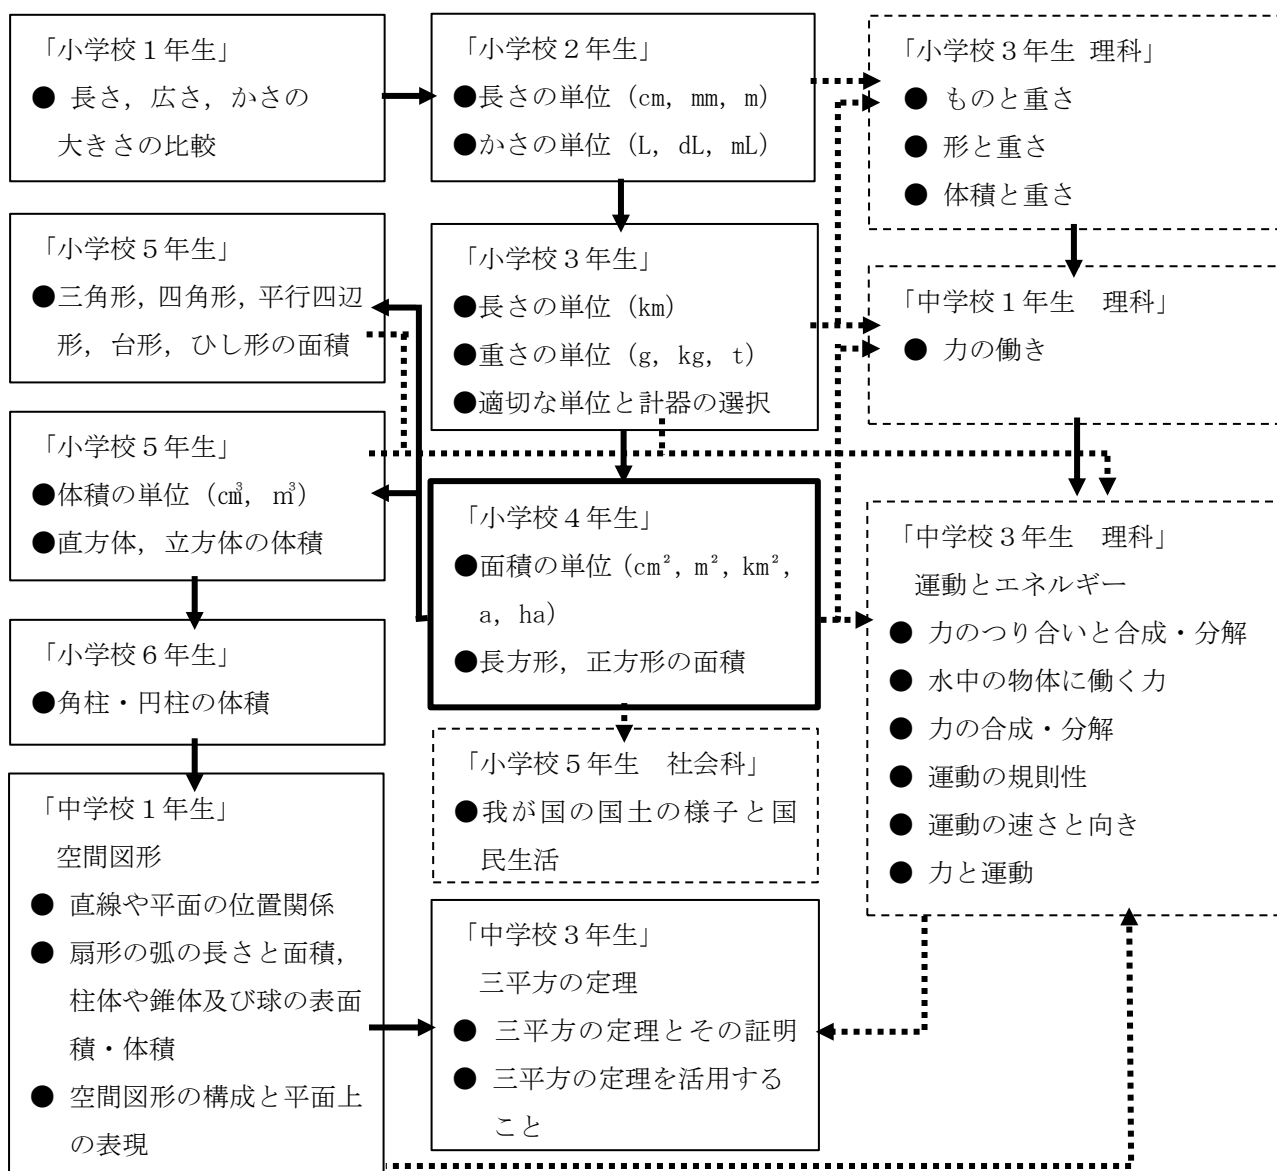 「小学校１年生」
● 長さ，広さ，かさの
大きさの比較
「小学校２年生」
●長さの単位（cm, mm, m）
●かさの単位（L, dL, mL）
「小学校３年生 理科」
● ものと重さ
● 形と重さ
● 体積と重さ
「小学校５年生」
●三角形，四角形，平行四辺
形，台形，ひし形の面積
「小学校３年生」
●長さの単位（km）
●重さの単位（g, kg, t）
●適切な単位と計器の選択
「中学校１年生　理科」
● 力の働き
「小学校５年生」
●体積の単位（㎤, ㎥）
●直方体，立方体の体積
「小学校４年生」
●面積の単位（cm², m², km²,
a, ha）
●長方形，正方形の面積
「中学校３年生　理科」
運動とエネルギー
● 力のつり合いと合成・分解
● 水中の物体に働く力
● 力の合成・分解
● 運動の規則性
● 運動の速さと向き
● 力と運動
「小学校６年生」
●角柱・円柱の体積
「小学校５年生　社会科」
●我が国の国土の様子と国
民生活
「中学校１年生」
空間図形
● 直線や平面の位置関係
● 扇形の弧の長さと面積，
柱体や錐体及び球の表面
積・体積
● 空間図形の構成と平面上
の表現
「中学校３年生」
三平方の定理
● 三平方の定理とその証明
● 三平方の定理を活用する
こと